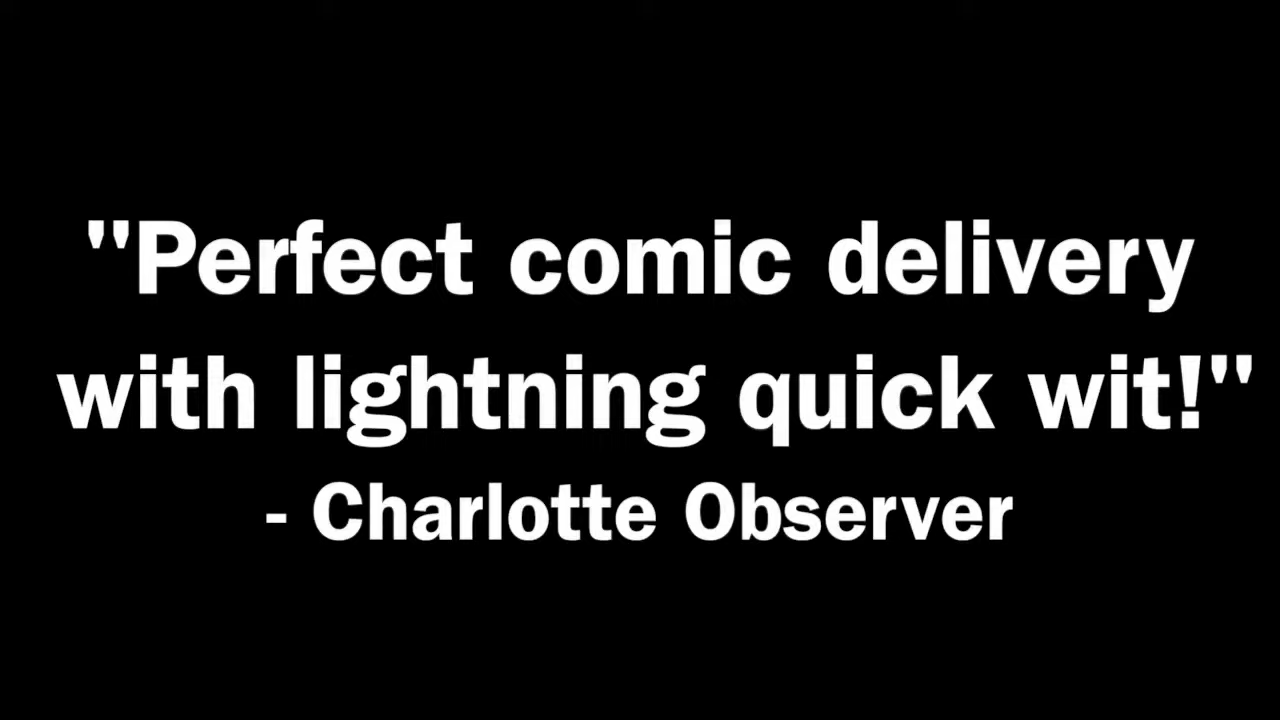 "Perfect comic delivery
with lightning quick wit!"
- Charlotte Observer